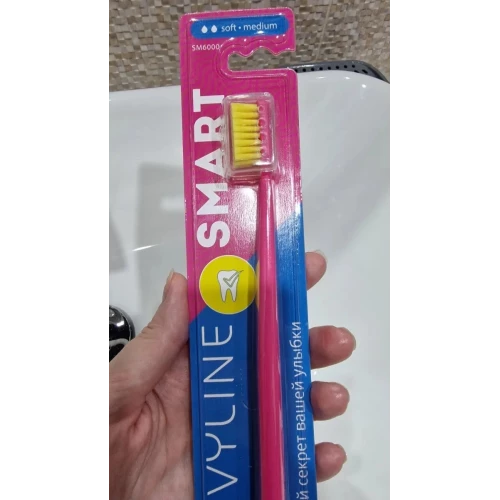 soft • medium
SM6000
SMART
VYLINE
секрет вашей улыбки